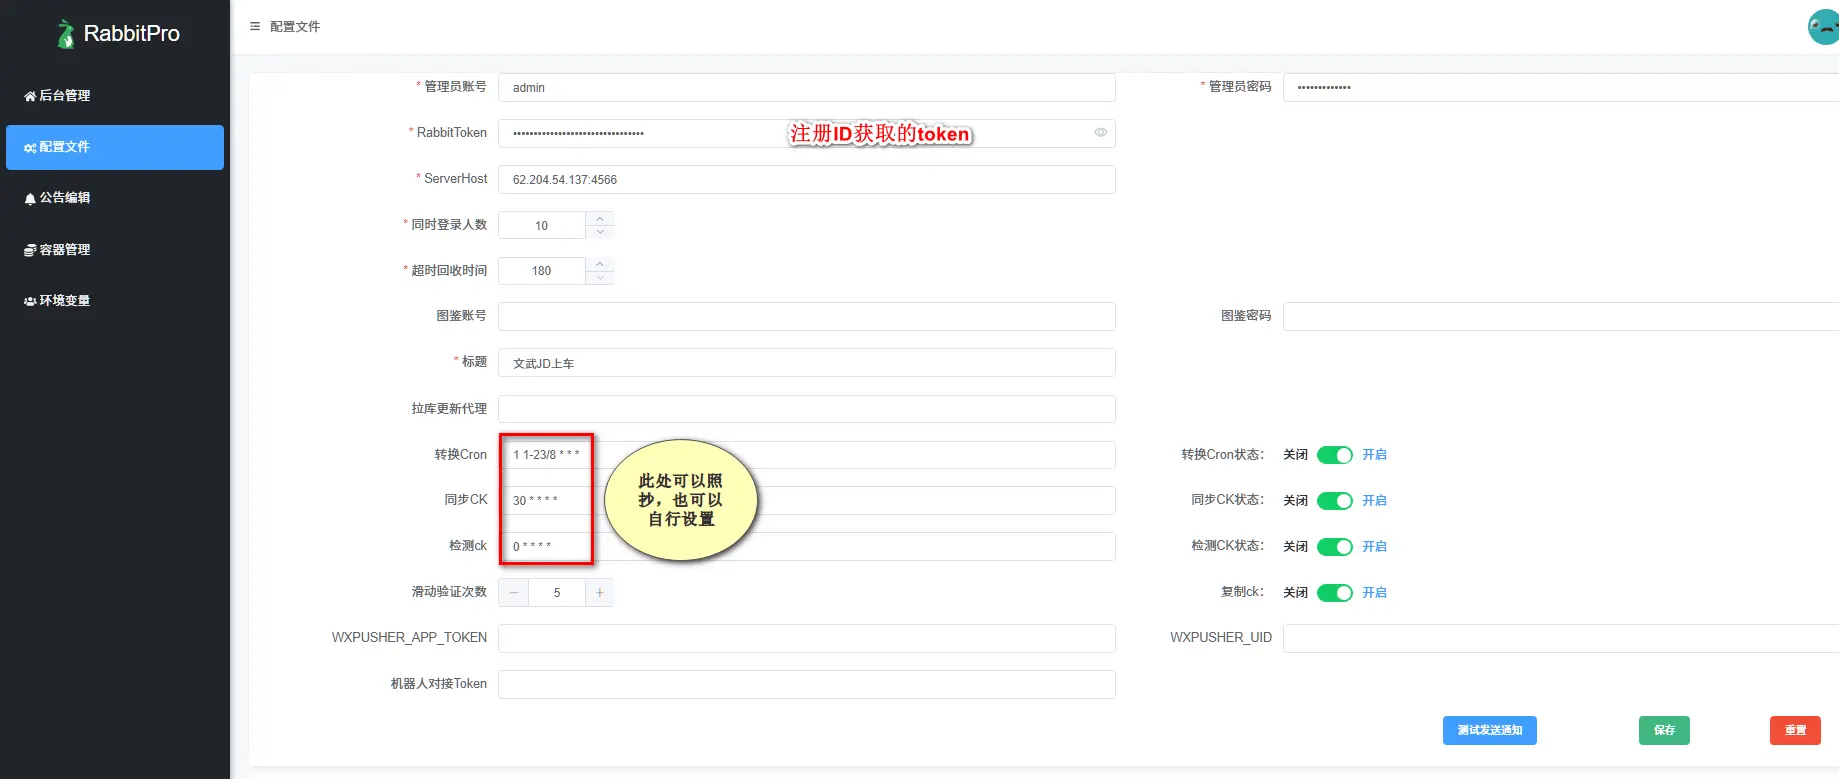 RabbitPro
配置文件
后台管理
配置文件
公告编辑
容器管理
环境变量
* 管理员账号 admin
* 管理员密码 •••••••••••••
* RabbitToken ••••••••••••••••••••••••••••••••
注册ID获取的token
* ServerHost 62.204.54.137:4566
* 同时登录人数 10
* 超时回收时间 180
图鉴账号
图鉴密码
* 标题 文武JD上车
拉库更新代理
转换Cron 1 1-23/8 * * *
转换Cron状态： 关闭 开启
同步CK 30 * * * *
同步CK状态： 关闭 开启
检测ck 0 * * * *
检测CK状态： 关闭 开启
此处可以照
抄，也可以
自行设置
滑动验证次数 － 5 +
复制ck： 关闭 开启
WXPUSHER_APP_TOKEN
WXPUSHER_UID
机器人对接Token
测试发送通知
保存
重置